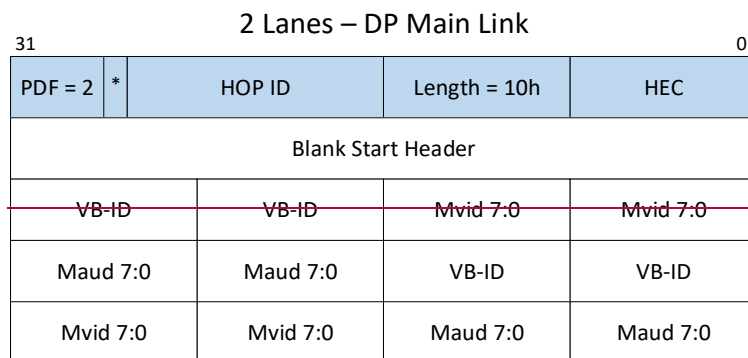 2 Lanes – DP Main Link
31 0
PDF = 2 * HOP ID Length = 10h HEC
Blank Start Header
VB-ID VB-ID Mvid 7:0 Mvid 7:0
Maud 7:0 Maud 7:0 VB-ID VB-ID
Mvid 7:0 Mvid 7:0 Maud 7:0 Maud 7:0